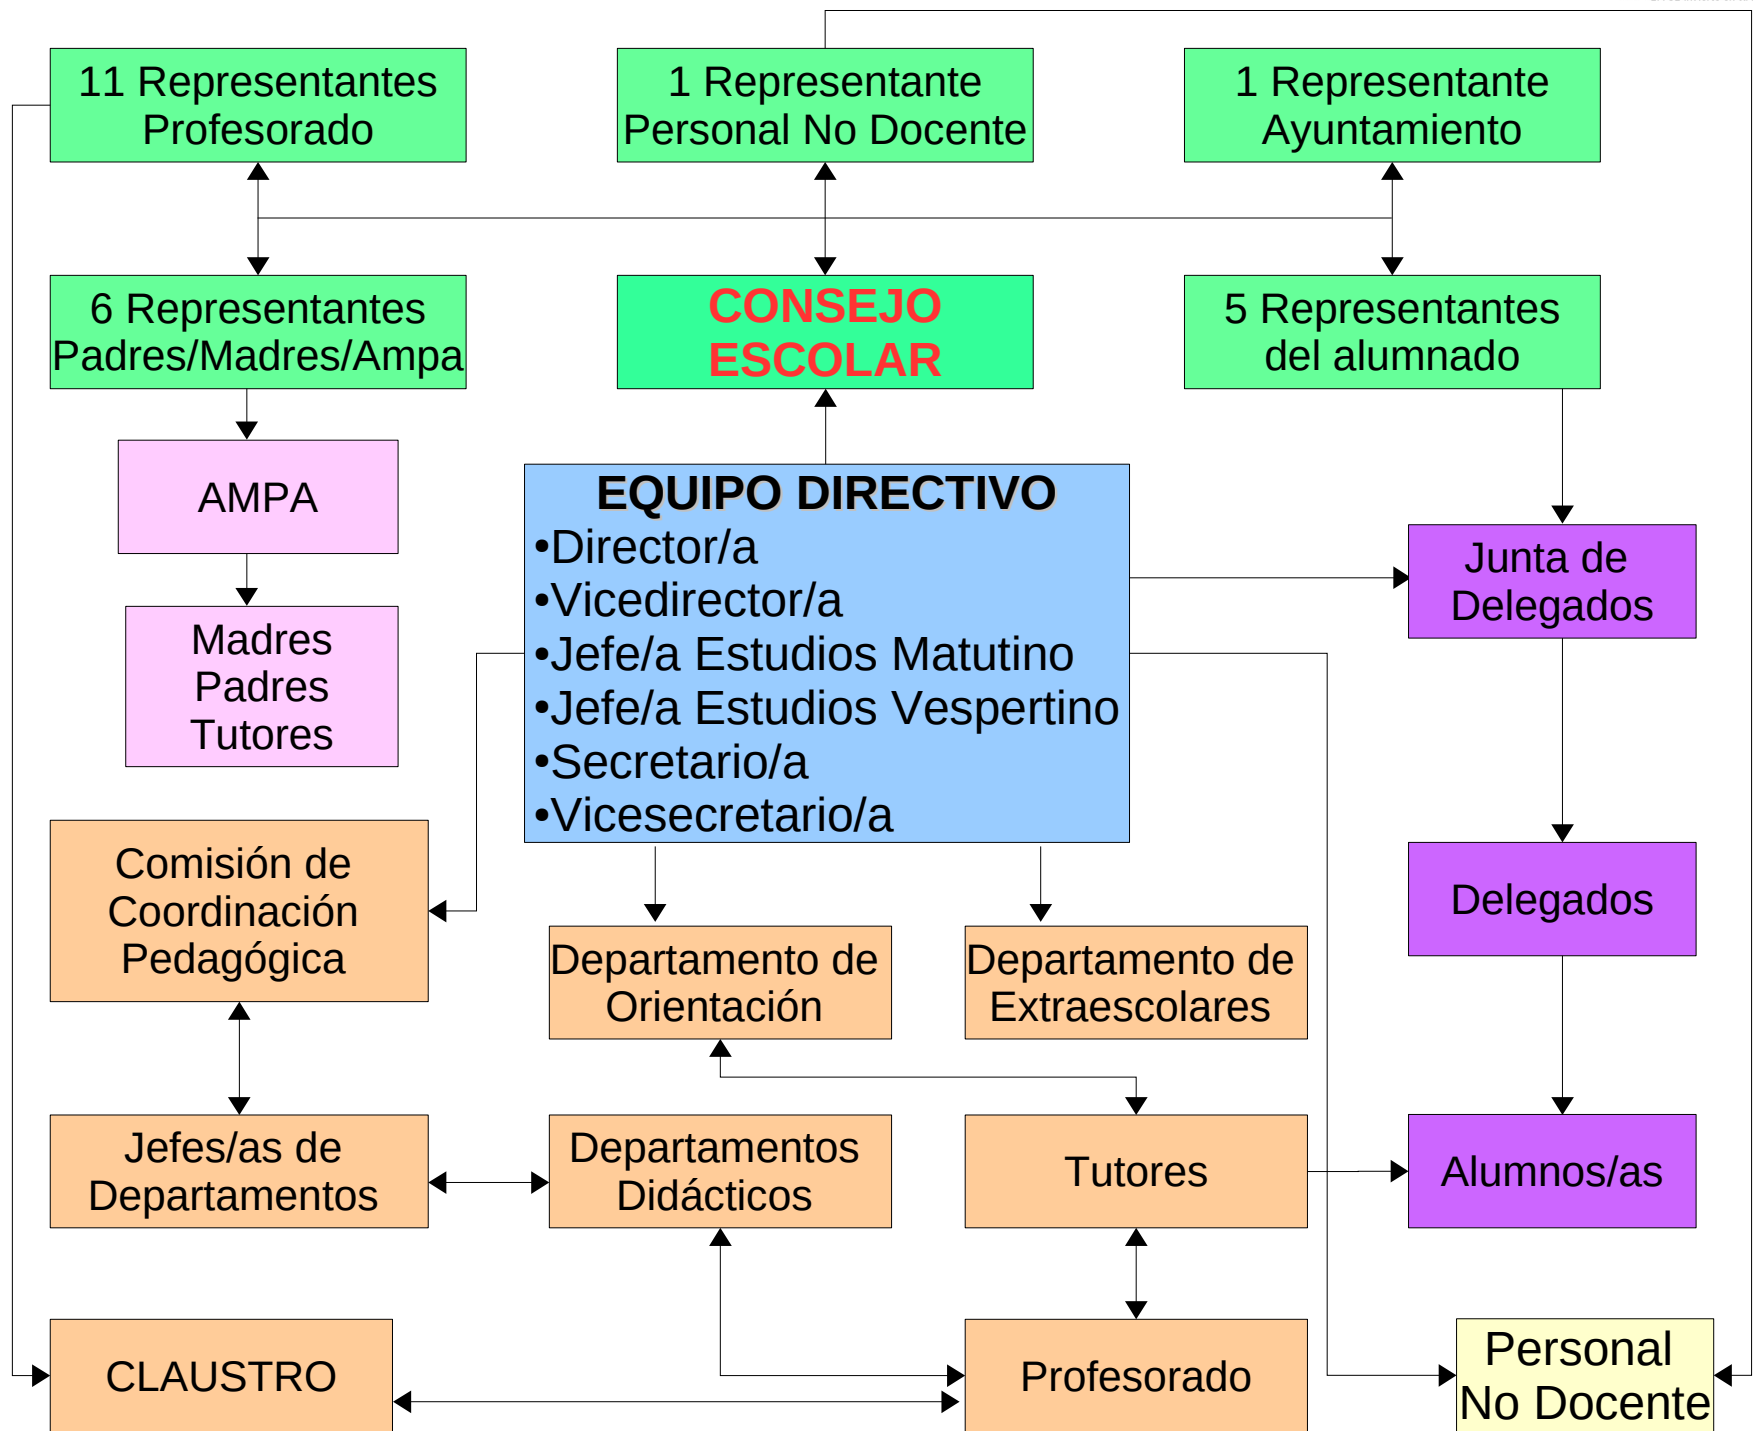 11 Representantes
Profesorado
1 Representante
Personal No Docente
1 Representante
Ayuntamiento
6 Representantes
Padres/Madres/Ampa
CONSEJO
ESCOLAR
5 Representantes
del alumnado
AMPA
Madres
Padres
Tutores
EQUIPO DIRECTIVO
•Director/a
•Vicedirector/a
•Jefe/a Estudios Matutino
•Jefe/a Estudios Vespertino
•Secretario/a
•Vicesecretario/a
Junta de
Delegados
Comisión de
Coordinación
Pedagógica
Departamento de
Orientación
Departamento de
Extraescolares
Delegados
Jefes/as de
Departamentos
Departamentos
Didácticos
Tutores
Alumnos/as
CLAUSTRO
Profesorado
Personal
No Docente